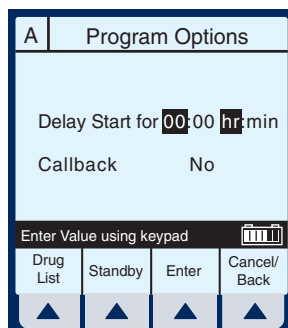 A Program Options
Delay Start for 00:00 hr:min
Callback No
Enter Value using keypad
Drug List Standby Enter Cancel/Back